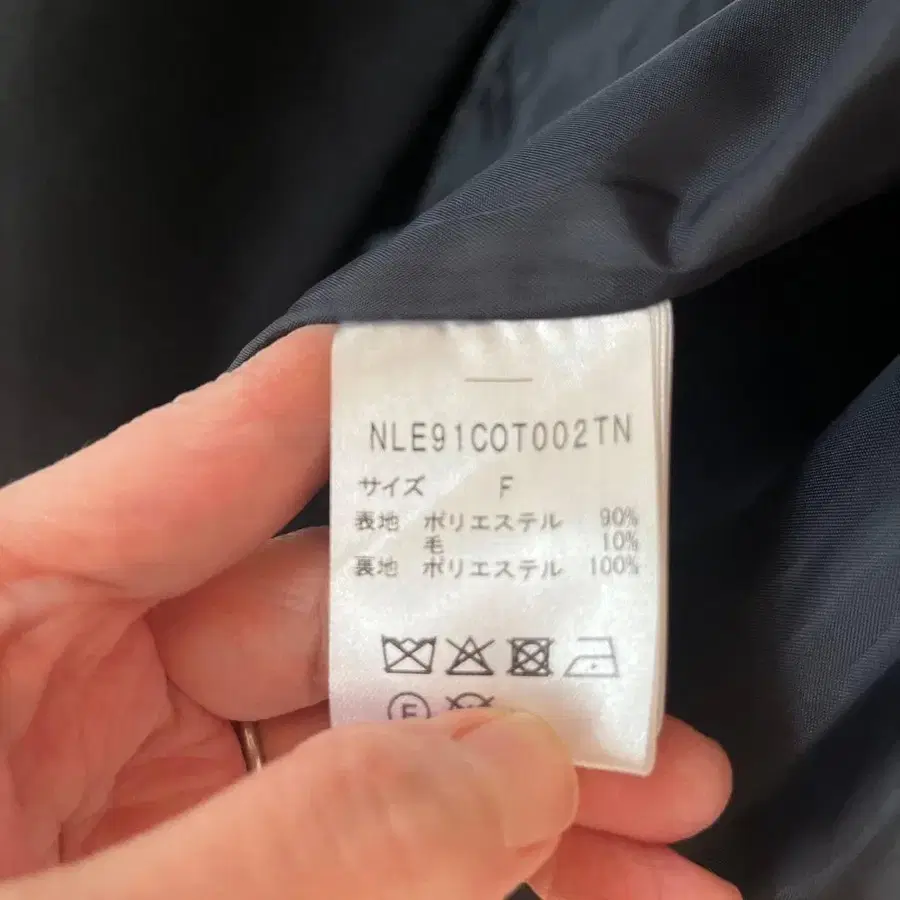 NLE91COT002TN
サイズ F
表地 ポリエステル 90%
毛 10%
裏地 ポリエステル 100%
F